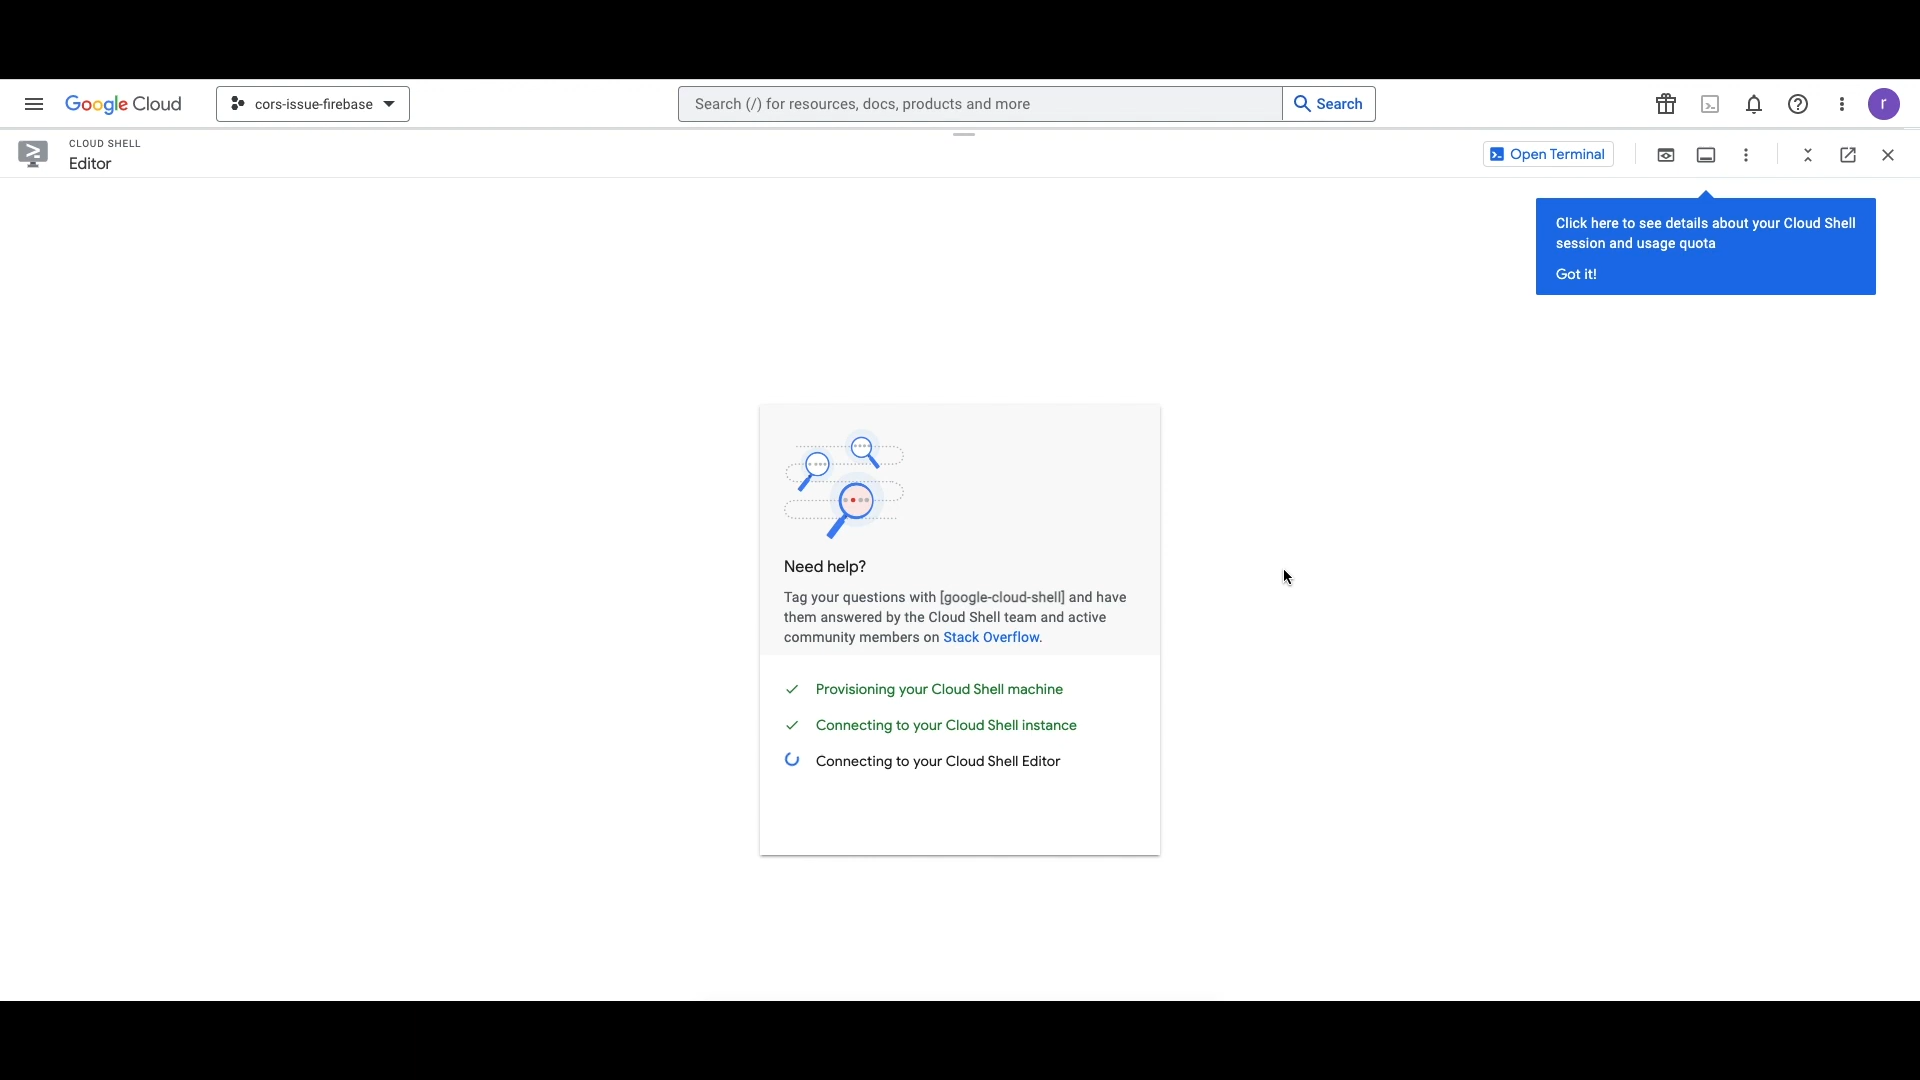 Google Cloud
cors-issue-firebase
Search (/) for resources, docs, products and more
Search
r
CLOUD SHELL
Editor
Open Terminal
Click here to see details about your Cloud Shell
session and usage quota
Got it!
Need help?
Tag your questions with [google-cloud-shell] and have
them answered by the Cloud Shell team and active
community members on Stack Overflow.
Provisioning your Cloud Shell machine
Connecting to your Cloud Shell instance
Connecting to your Cloud Shell Editor